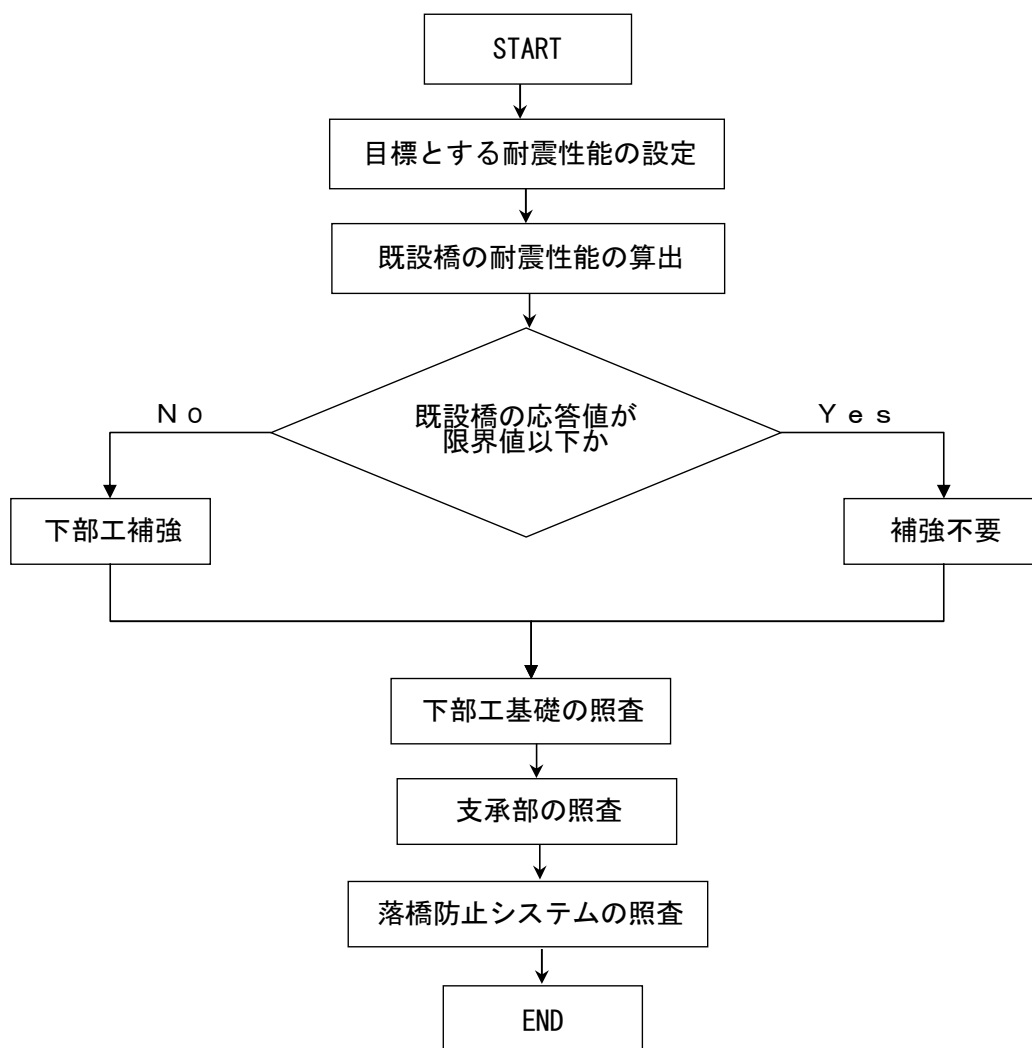 START
目標とする耐震性能の設定
既設橋の耐震性能の算出
既設橋の応答値が
限界値以下か
No
Yes
下部工補強
補強不要
下部工基礎の照査
支承部の照査
落橋防止システムの照査
END